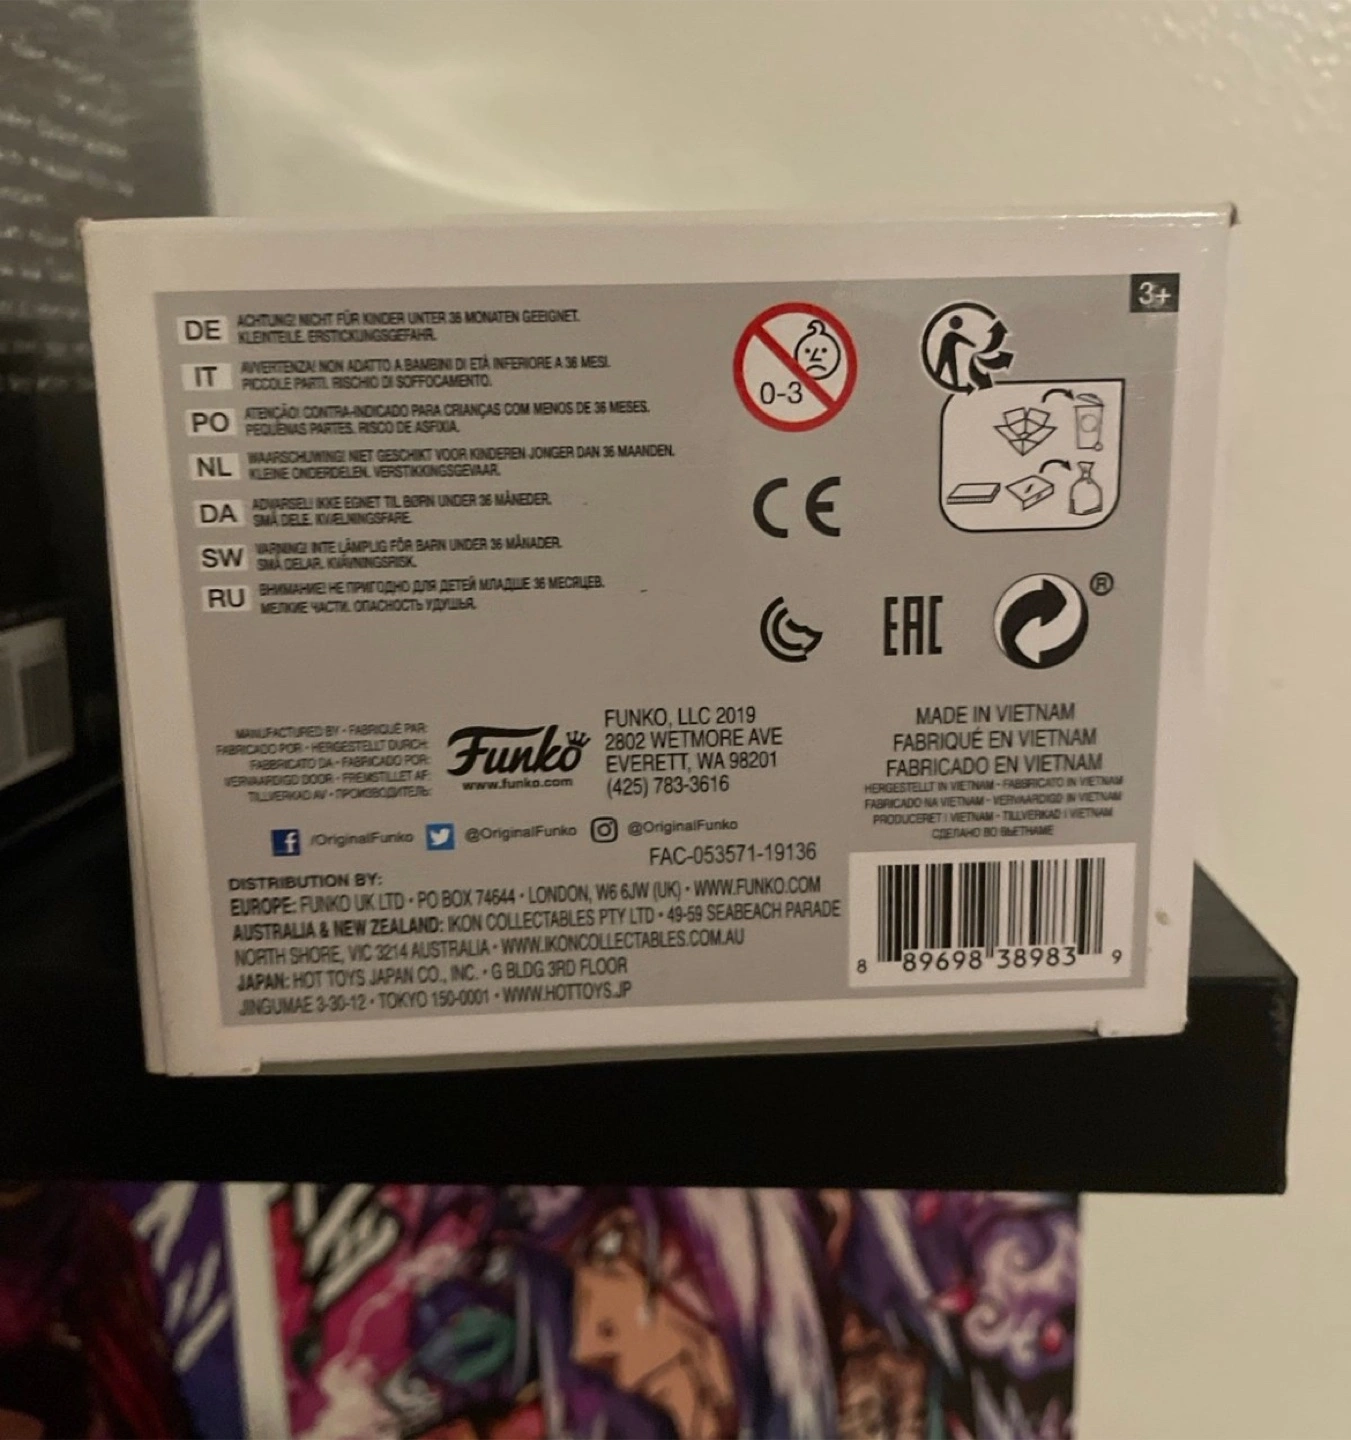 3+
DE
ACHTUNG! NICHT FÜR KINDER UNTER 36 MONATEN GEEIGNET.
KLEINTEILE. ERSTICKUNGSGEFAHR.
IT
AVVERTENZA! NON ADATTO A BAMBINI DI ETÀ INFERIORE A 36 MESI.
PICCOLE PARTI. RISCHIO DI SOFFOCAMENTO.
PO
ATENÇÃO! CONTRA-INDICADO PARA CRIANÇAS COM MENOS DE 36 MESES.
PEQUENAS PARTES. RISCO DE ASFIXIA.
NL
WAARSCHUWING! NIET GESCHIKT VOOR KINDEREN JONGER DAN 36 MAANDEN.
KLEINE ONDERDELEN. VERSTIKKINGSGEVAAR.
DA
ADVARSEL! IKKE EGNET TIL BØRN UNDER 36 MÅNEDER.
SMÅ DELE. KVÆLNINGSFARE.
SW
VARNING! INTE LÄMPLIG FÖR BARN UNDER 36 MÅNADER.
SMÅ DELAR. KVÄVNINGSRISK.
RU
ВНИМАНИЕ! НЕ ПРИГОДНО ДЛЯ ДЕТЕЙ МЛАДШЕ 36 МЕСЯЦЕВ.
МЕЛКИЕ ЧАСТИ. ОПАСНОСТЬ УДУШЬЯ.
0-3
CE
EAC
®
MANUFACTURED BY • FABRIQUÉ PAR:
FABRICADO POR • HERGESTELLT DURCH:
FABBRICATO DA • FABRICADO POR:
VERVAARDIGD DOOR • FREMSTILLET AF:
TILLVERKAD AV • ПРОИЗВОДИТЕЛЬ:
Funko
www.funko.com
FUNKO, LLC 2019
2802 WETMORE AVE
EVERETT, WA 98201
(425) 783-3616
MADE IN VIETNAM
FABRIQUÉ EN VIETNAM
FABRICADO EN VIETNAM
HERGESTELLT IN VIETNAM • FABBRICATO IN VIETNAM
FABRICADO NA VIETNAM • VERVAARDIGD IN VIETNAM
PRODUCERET I VIETNAM • TILLVERKAD I VIETNAM
СДЕЛАНО ВО ВЬЕТНАМЕ
/OriginalFunko @OriginalFunko @OriginalFunko
FAC-053571-19136
DISTRIBUTION BY:
EUROPE: FUNKO UK LTD • PO BOX 74644 • LONDON, W6 6JW (UK) • WWW.FUNKO.COM
AUSTRALIA & NEW ZEALAND: IKON COLLECTABLES PTY LTD • 49-59 SEABEACH PARADE
NORTH SHORE, VIC 3214 AUSTRALIA • WWW.IKONCOLLECTABLES.COM.AU
JAPAN: HOT TOYS JAPAN CO., INC. • G BLDG 3RD FLOOR
JINGUMAE 3-30-12 • TOKYO 150-0001 • WWW.HOTTOYS.JP
8 89698 38983 9